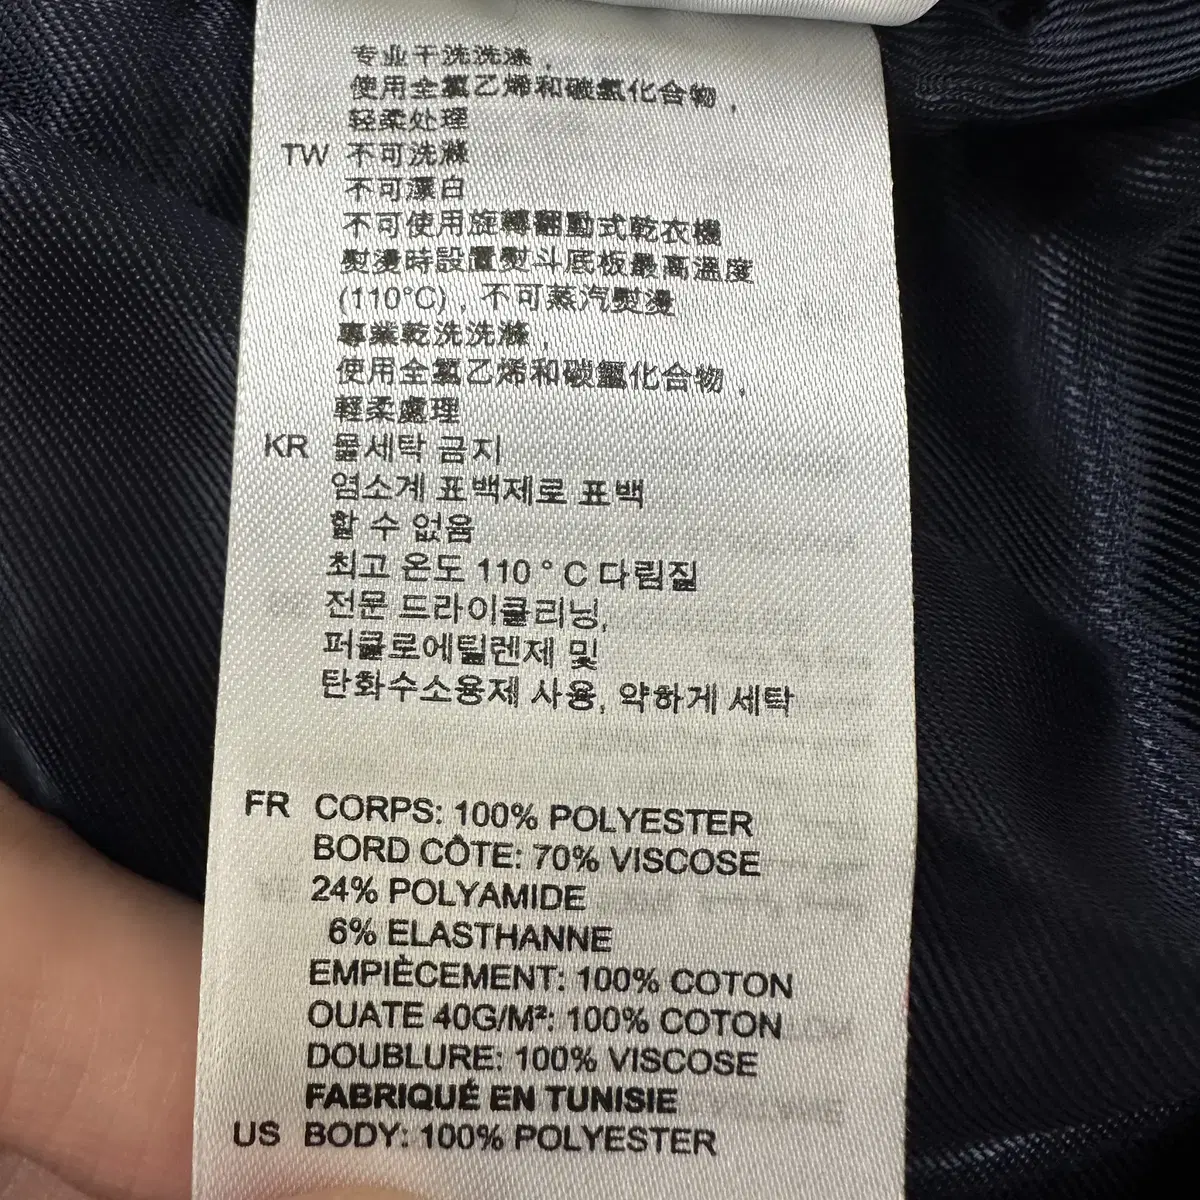 专业干洗洗涤，
使用全氯乙烯和碳氢化合物，
轻柔处理
TW 不可洗滌
不可漂白
不可使用旋轉翻動式乾衣機
熨燙時設置熨斗底板最高溫度
(110°C)，不可蒸汽熨燙
專業乾洗洗滌，
使用全氯乙烯和碳氫化合物，
輕柔處理
KR 물세탁 금지
염소계 표백제로 표백
할 수 없음
최고 온도 110 ° C 다림질
전문 드라이클리닝,
퍼클로에틸렌제 및
탄화수소용제 사용, 약하게 세탁
FR CORPS: 100% POLYESTER
BORD CÔTE: 70% VISCOSE
24% POLYAMIDE
6% ELASTHANNE
EMPIÈCEMENT: 100% COTON
OUATE 40G/M²: 100% COTON
DOUBLURE: 100% VISCOSE
FABRIQUÉ EN TUNISIE
US BODY: 100% POLYESTER